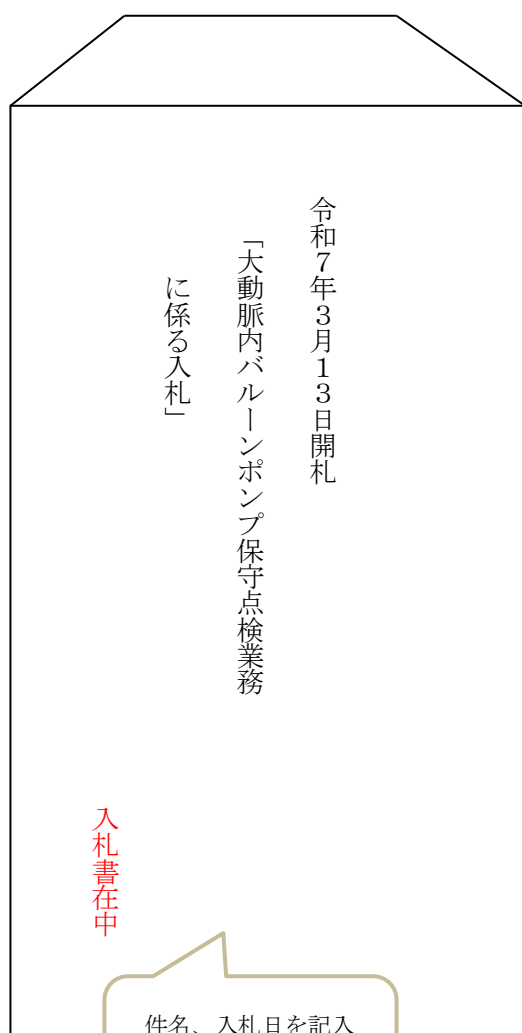 令和７年３月１３日開札
「大動脈内バルーンポンプ保守点検業務
に係る入札」
入札書在中
件名、入札日を記入